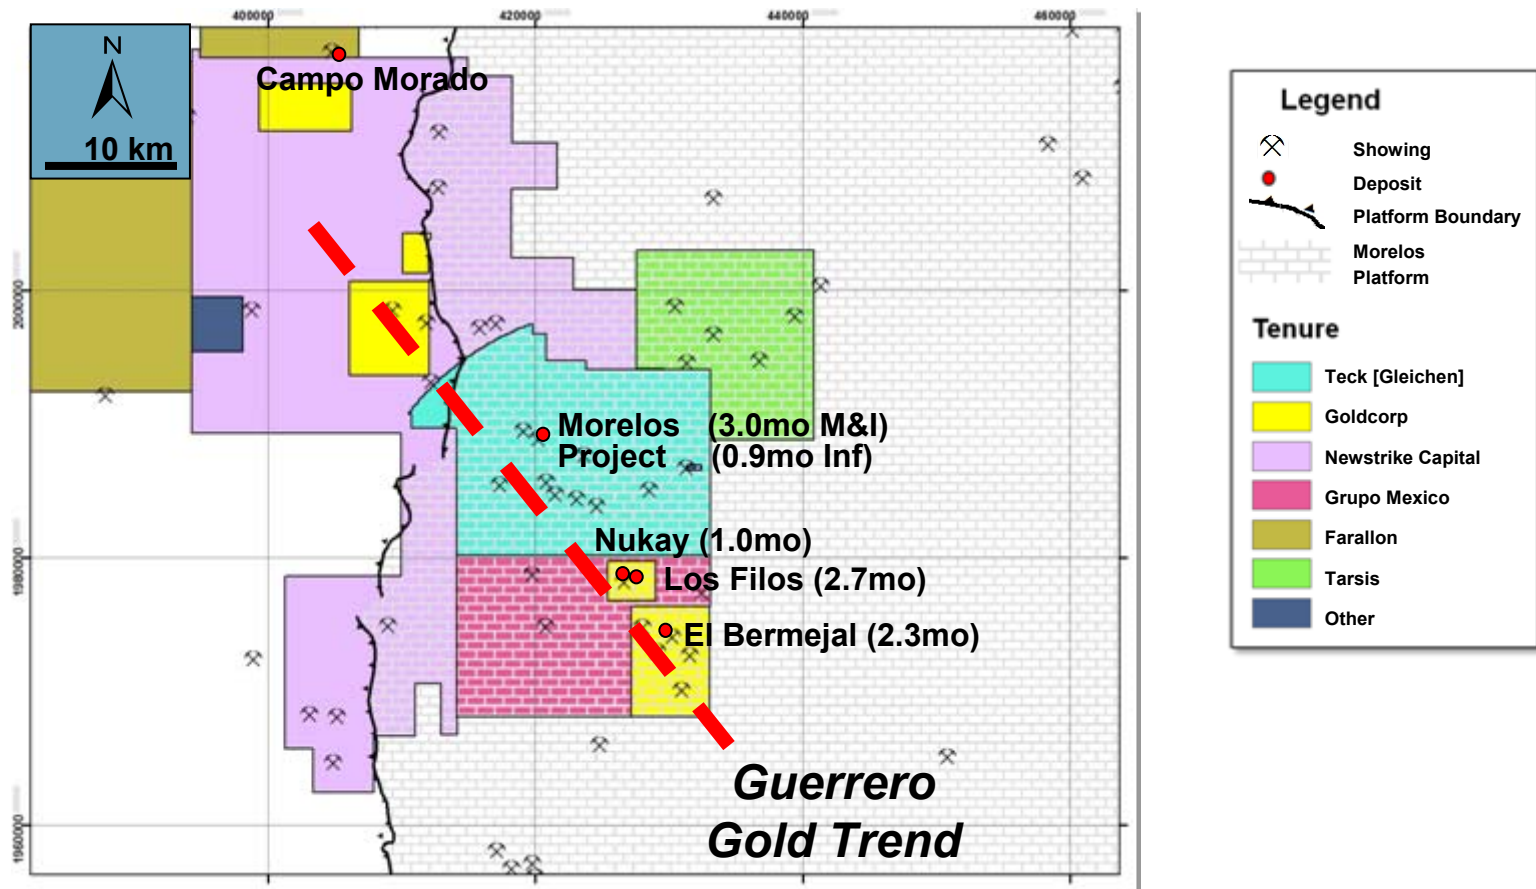 400000 420000 440000 460000
N
10 km
Campo Morado
2000000
1980000
1960000
Morelos (3.0mo M&I)
Project (0.9mo Inf)
Nukay (1.0mo)
Los Filos (2.7mo)
El Bermejal (2.3mo)
Guerrero
Gold Trend
Legend
Showing
Deposit
Platform Boundary
Morelos
Platform
Tenure
Teck [Gleichen]
Goldcorp
Newstrike Capital
Grupo Mexico
Farallon
Tarsis
Other